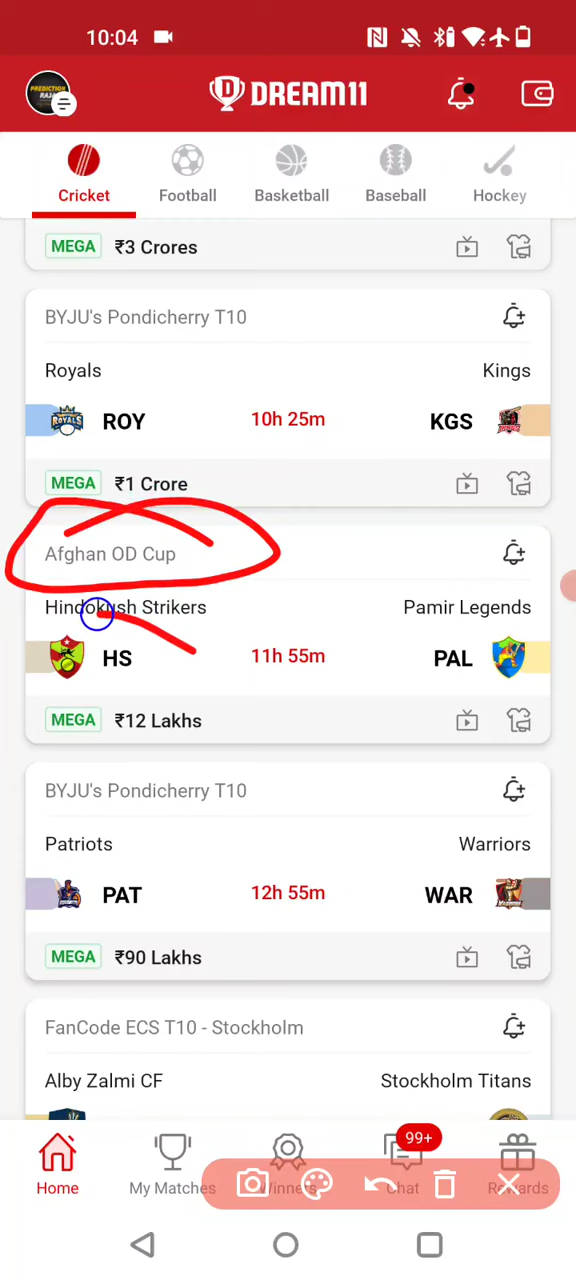 10:04
DREAM11
Cricket Football Basketball Baseball Hockey
MEGA ₹3 Crores
BYJU's Pondicherry T10
Royals Kings
ROY 10h 25m KGS
MEGA ₹1 Crore
Afghan OD Cup
Hindokush Strikers Pamir Legends
HS 11h 55m PAL
MEGA ₹12 Lakhs
BYJU's Pondicherry T10
Patriots Warriors
PAT 12h 55m WAR
MEGA ₹90 Lakhs
FanCode ECS T10 - Stockholm
Alby Zalmi CF Stockholm Titans
99+
Home My Matches Winners Chat Rewards